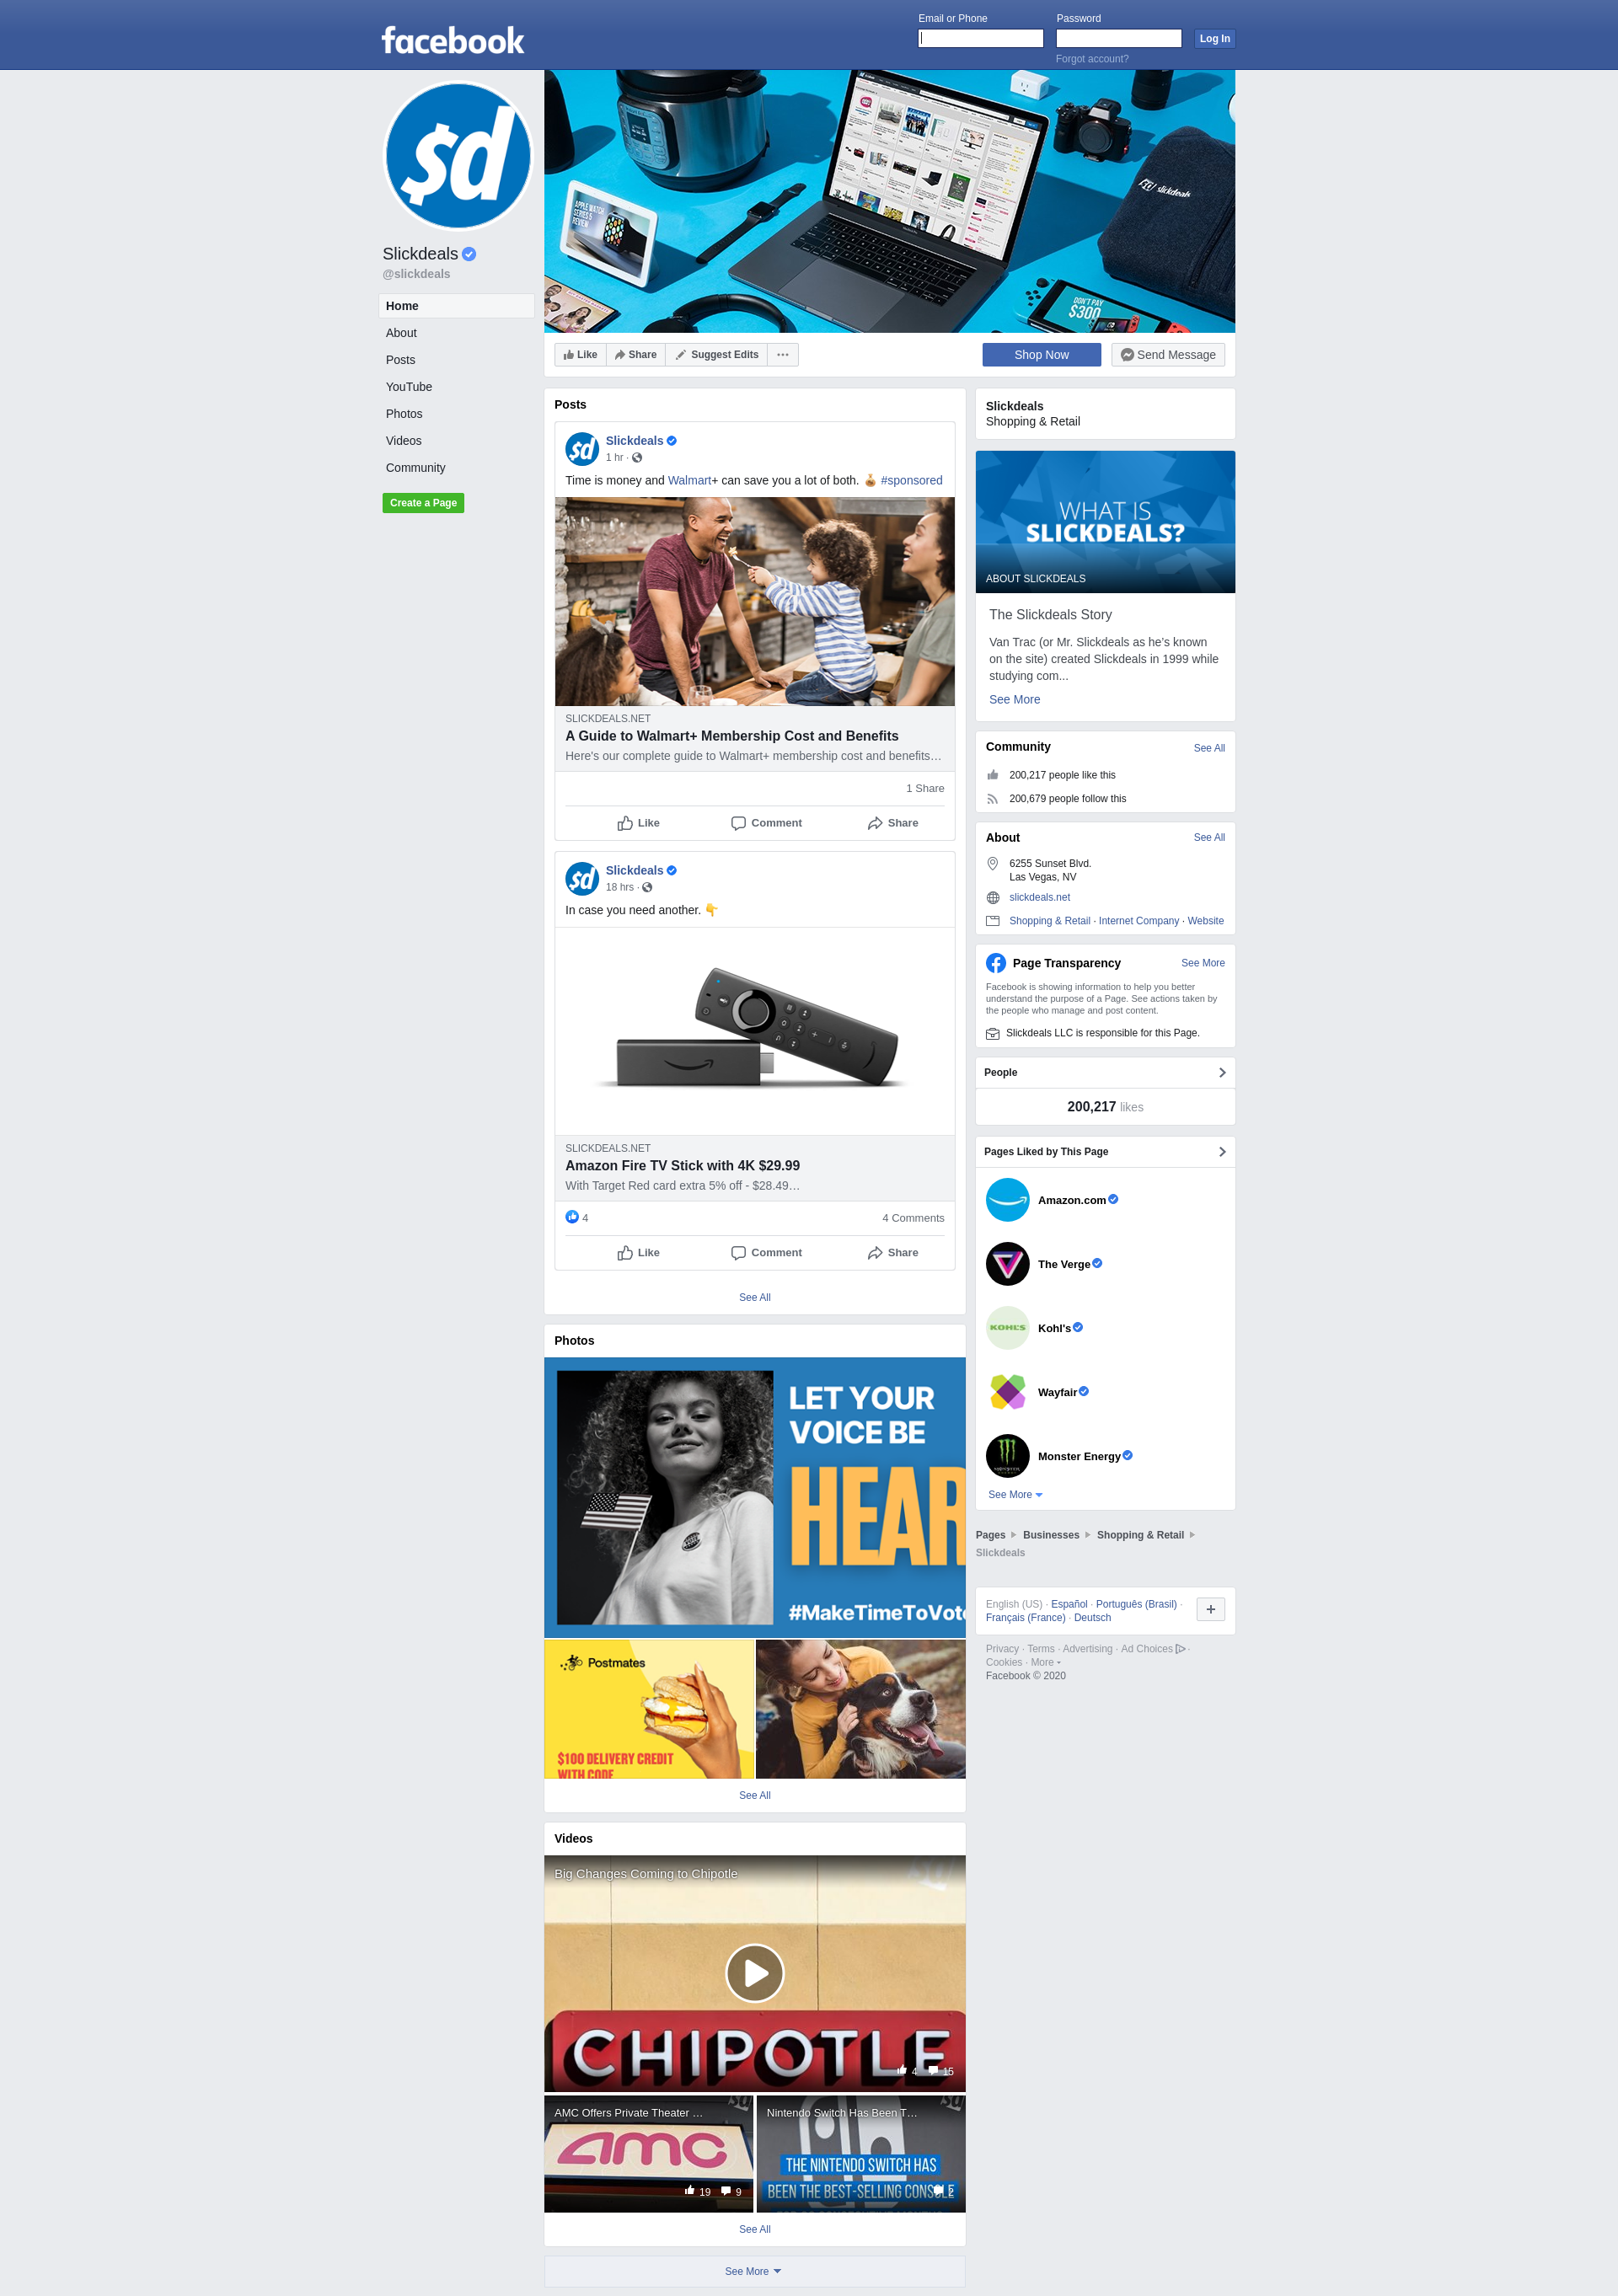 facebook
Email or Phone
Password
Log In
Forgot account?
$d
Slickdeals
@slickdeals
Home
About
Posts
YouTube
Photos
Videos
Community
Create a Page
APPLE WATCH
SERIES 5
REVIEW
slickdeals
DON'T PAY
$300
Like
Share
Suggest Edits
Shop Now
Send Message
Posts
$d
Slickdeals
1 hr ·
Time is money and Walmart+ can save you a lot of both. #sponsored
SLICKDEALS.NET
A Guide to Walmart+ Membership Cost and Benefits
Here's our complete guide to Walmart+ membership cost and benefits…
1 Share
Like
Comment
Share
$d
Slickdeals
18 hrs ·
In case you need another. 👇
SLICKDEALS.NET
Amazon Fire TV Stick with 4K $29.99
With Target Red card extra 5% off - $28.49…
4
4 Comments
Like
Comment
Share
See All
Photos
LET YOUR
VOICE BE
HEAR
#MakeTimeToVote
Postmates
$100 DELIVERY CREDIT
WITH CODE
See All
Videos
Big Changes Coming to Chipotle
CHIPOTLE
4
15
AMC Offers Private Theater …
amc
19
9
Nintendo Switch Has Been T…
THE NINTENDO SWITCH HAS
BEEN THE BEST-SELLING CONSOLE
2
See All
See More
Slickdeals
Shopping & Retail
WHAT IS
SLICKDEALS?
ABOUT SLICKDEALS
The Slickdeals Story
Van Trac (or Mr. Slickdeals as he's known
on the site) created Slickdeals in 1999 while
studying com...
See More
Community
See All
200,217 people like this
200,679 people follow this
About
See All
6255 Sunset Blvd.
Las Vegas, NV
slickdeals.net
Shopping & Retail · Internet Company · Website
Page Transparency
See More
Facebook is showing information to help you better
understand the purpose of a Page. See actions taken by
the people who manage and post content.
Slickdeals LLC is responsible for this Page.
People
200,217 likes
Pages Liked by This Page
Amazon.com
The Verge
KOHL'S
Kohl's
Wayfair
Monster Energy
See More
Pages
Businesses
Shopping & Retail
Slickdeals
English (US) · Español · Português (Brasil) ·
Français (France) · Deutsch
Privacy · Terms · Advertising · Ad Choices ·
Cookies · More
Facebook © 2020